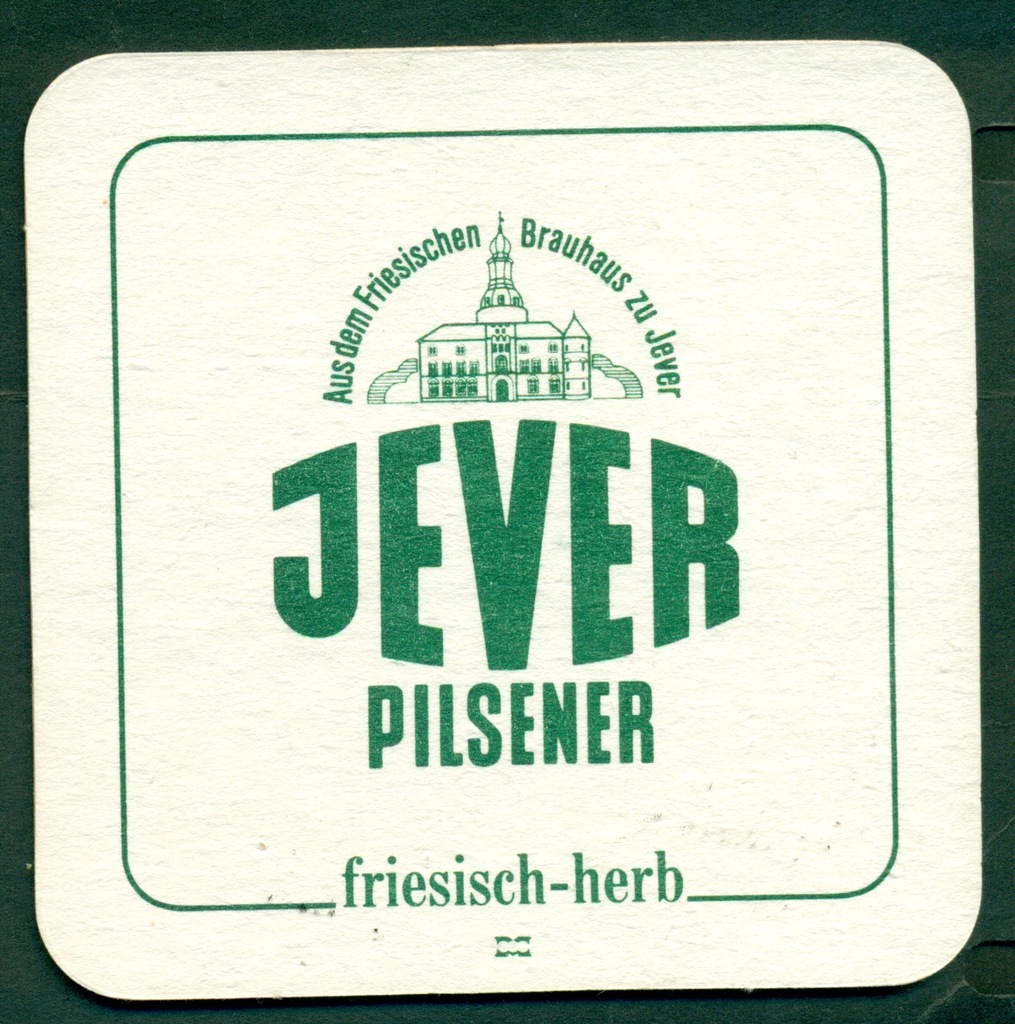 Aus dem Friesischen Brauhaus zu Jever
JEVER
PILSENER
friesisch-herb